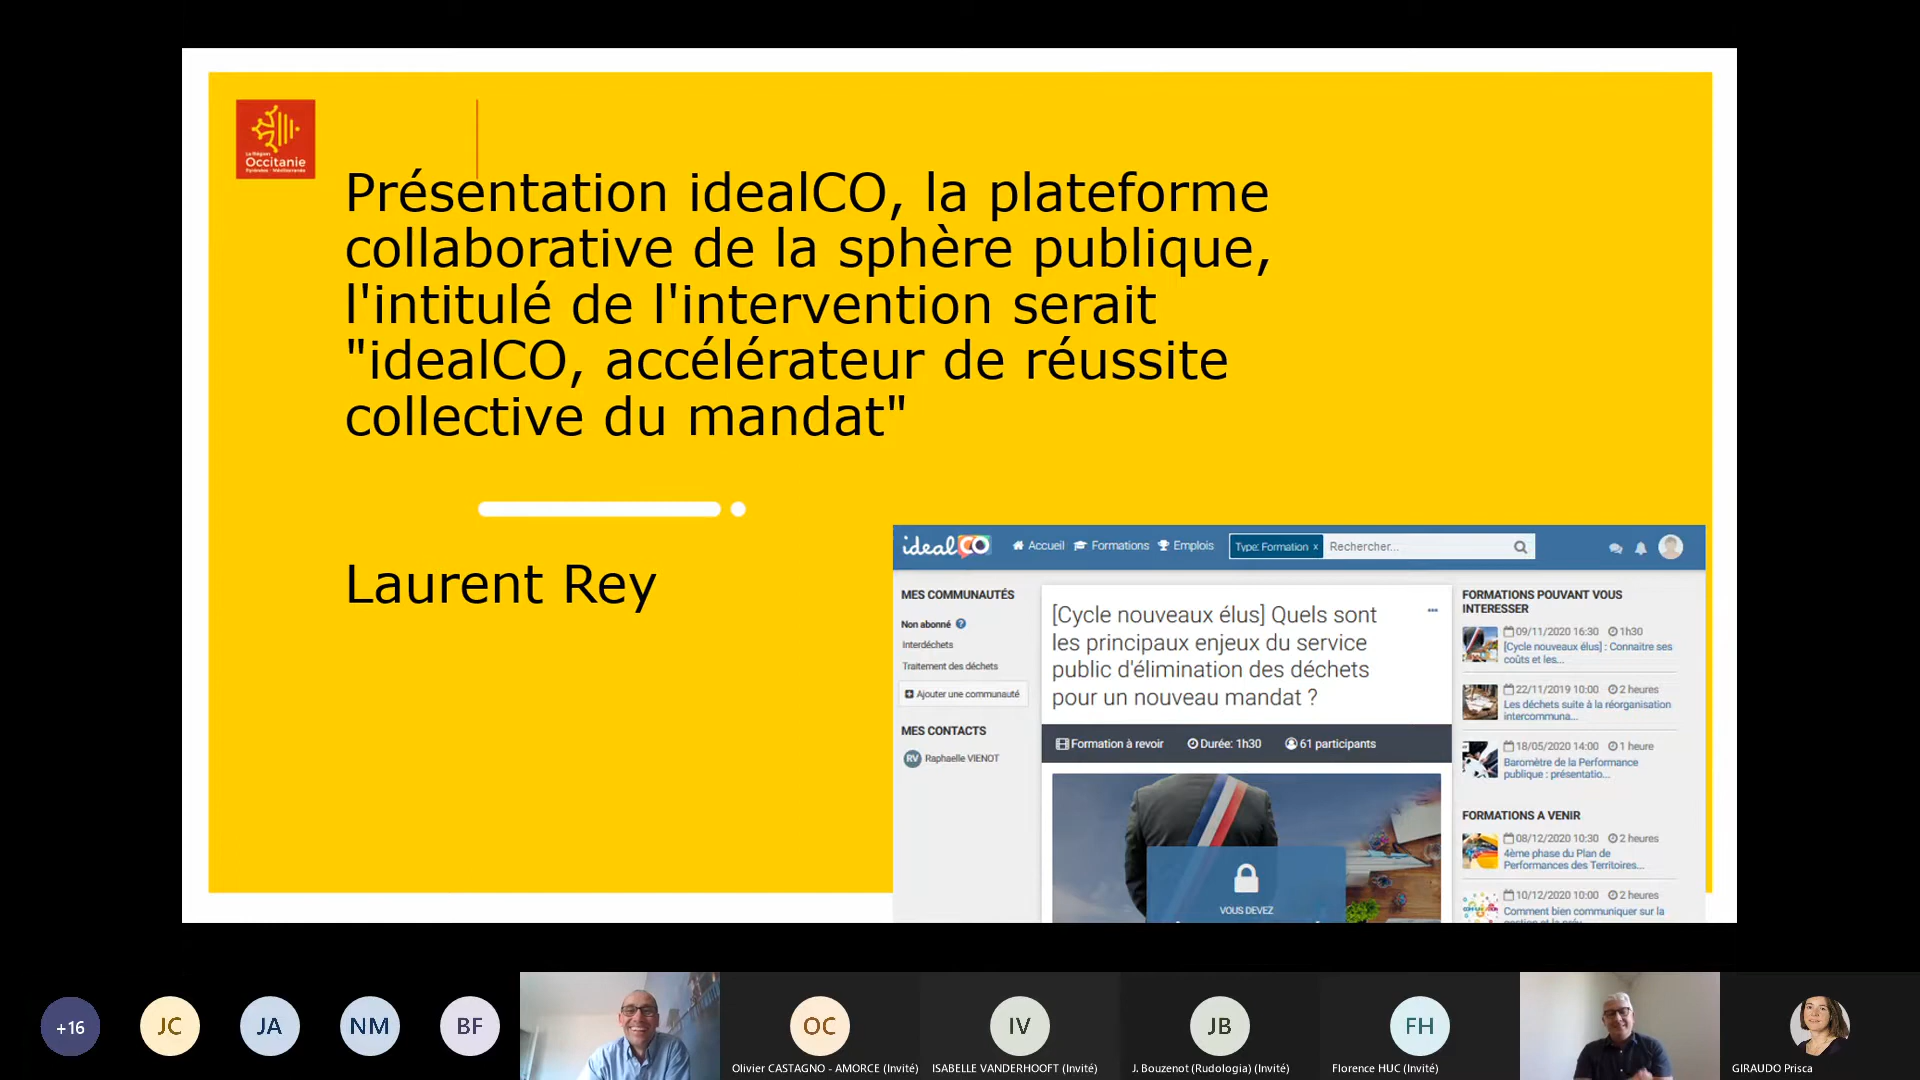 La Région
Occitanie
Pyrénées - Méditerranée
Présentation idealCO, la plateforme
collaborative de la sphère publique,
l'intitulé de l'intervention serait
"idealCO, accélérateur de réussite
collective du mandat"
Laurent Rey
idealCO
Accueil
Formations
Emplois
Type: Formation x
Rechercher...
MES COMMUNAUTÉS
Non abonné ?
Interdéchets
Traitement des déchets
Ajouter une communauté
MES CONTACTS
RV Raphaelle VIENOT
[Cycle nouveaux élus] Quels sont
les principaux enjeux du service
public d'élimination des déchets
pour un nouveau mandat ?
...
Formation à revoir
Durée: 1h30
61 participants
VOUS DEVEZ
FORMATIONS POUVANT VOUS
INTERESSER
09/11/2020 16:30 1h30
[Cycle nouveaux élus] : Connaitre ses
coûts et les...
22/11/2019 10:00 2 heures
Les déchets suite à la réorganisation
intercommuna...
18/05/2020 14:00 1 heure
Baromètre de la Performance
publique : présentatio...
FORMATIONS A VENIR
08/12/2020 10:30 2 heures
4ème phase du Plan de
Performances des Territoires...
10/12/2020 10:00 2 heures
Comment bien communiquer sur la
+16
JC
JA
NM
BF
OC
Olivier CASTAGNO - AMORCE (Invité)
IV
ISABELLE VANDERHOOFT (Invité)
JB
J. Bouzenot (Rudologia) (Invité)
FH
Florence HUC (Invité)
GIRAUDO Prisca